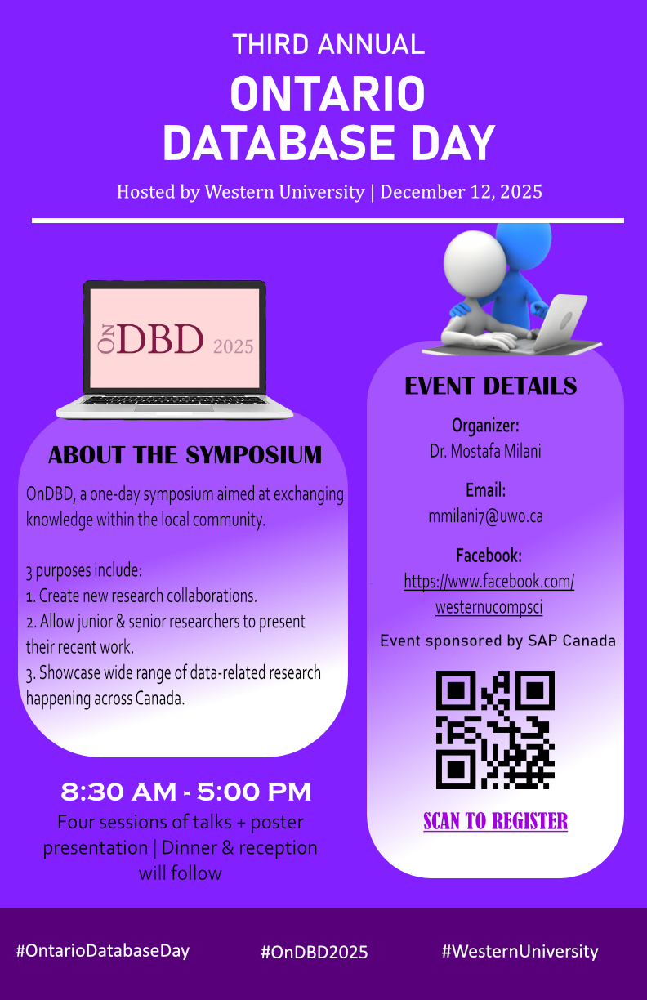 THIRD ANNUAL
ONTARIO
DATABASE DAY
Hosted by Western University | December 12, 2025
ON DBD 2025
ABOUT THE SYMPOSIUM
OnDBD, a one-day symposium aimed at exchanging
knowledge within the local community.
3 purposes include:
1. Create new research collaborations.
2. Allow junior & senior researchers to present
their recent work.
3. Showcase wide range of data-related research
happening across Canada.
8:30 AM - 5:00 PM
Four sessions of talks + poster
presentation | Dinner & reception
will follow
EVENT DETAILS
Organizer:
Dr. Mostafa Milani
Email:
mmilani7@uwo.ca
Facebook:
https://www.facebook.com/
westernucompsci
Event sponsored by SAP Canada
SCAN TO REGISTER
#OntarioDatabaseDay
#OnDBD2025
#WesternUniversity